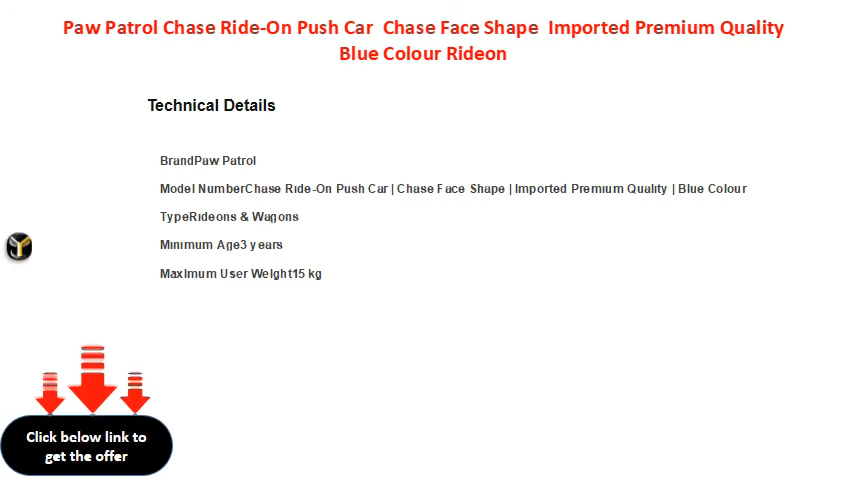 Paw Patrol Chase Ride-On Push Car  Chase Face Shape  Imported Premium Quality
Blue Colour Rideon
Technical Details
BrandPaw Patrol
Model NumberChase Ride-On Push Car | Chase Face Shape | Imported Premium Quality | Blue Colour
TypeRideons & Wagons
Minimum Age3 years
Maximum User Weight15 kg
Click below link to
get the offer